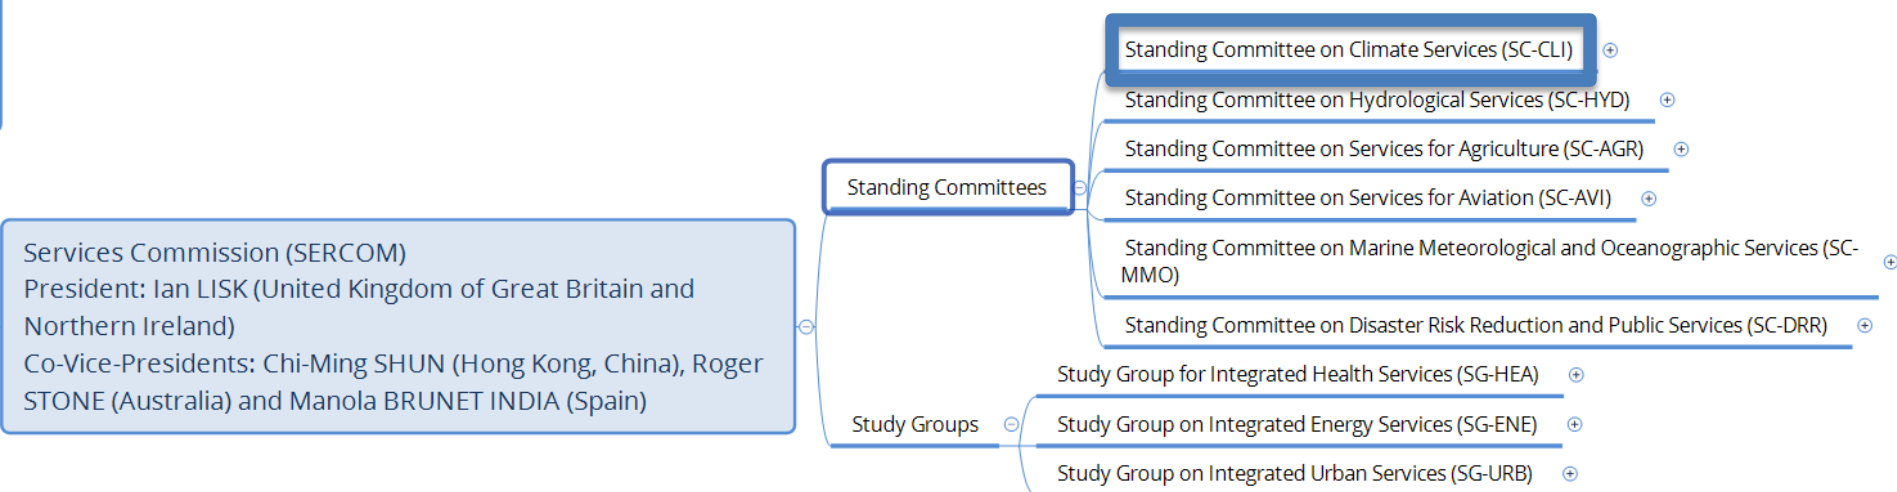 Services Commission (SERCOM)
President: Ian LISK (United Kingdom of Great Britain and
Northern Ireland)
Co-Vice-Presidents: Chi-Ming SHUN (Hong Kong, China), Roger
STONE (Australia) and Manola BRUNET INDIA (Spain)
Standing Committees
Standing Committee on Climate Services (SC-CLI)
Standing Committee on Hydrological Services (SC-HYD)
Standing Committee on Services for Agriculture (SC-AGR)
Standing Committee on Services for Aviation (SC-AVI)
Standing Committee on Marine Meteorological and Oceanographic Services (SC-
MMO)
Standing Committee on Disaster Risk Reduction and Public Services (SC-DRR)
Study Groups
Study Group for Integrated Health Services (SG-HEA)
Study Group on Integrated Energy Services (SG-ENE)
Study Group on Integrated Urban Services (SG-URB)